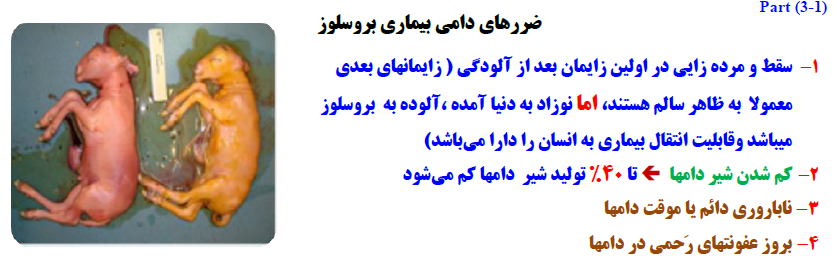 Part (3-1)
ضررهای دامی بیماری بروسلوز
۱- سقط و مرده زایی در اولین زایمان بعد از آلودگی ( زایمانهای بعدی
معمولا به ظاهر سالم هستند، اما نوزاد به دنیا آمده ،آلوده به بروسلوز
میباشد وقابلیت انتقال بیماری به انسان را دارا می‌باشد)
۲- کم شدن شیر دامها ← تا ۴۰٪ تولید شیر دامها کم می‌شود
۳- ناباروری دائم یا موقت دامها
۴- بروز عفونتهای رَحمی در دامها